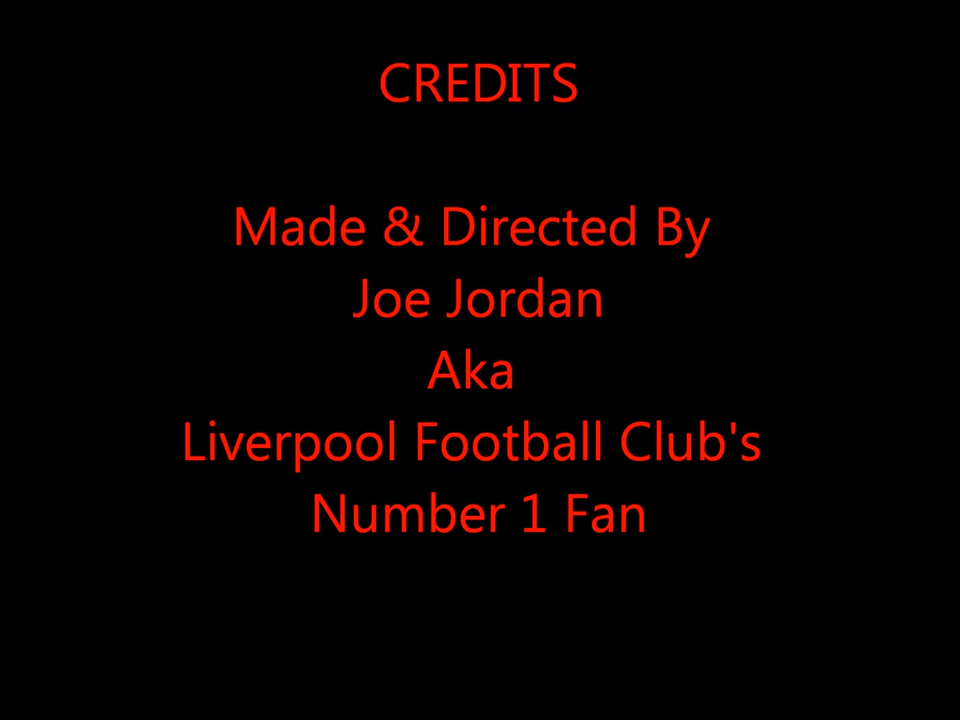 CREDITS
Made & Directed By
Joe Jordan
Aka
Liverpool Football Club's
Number 1 Fan